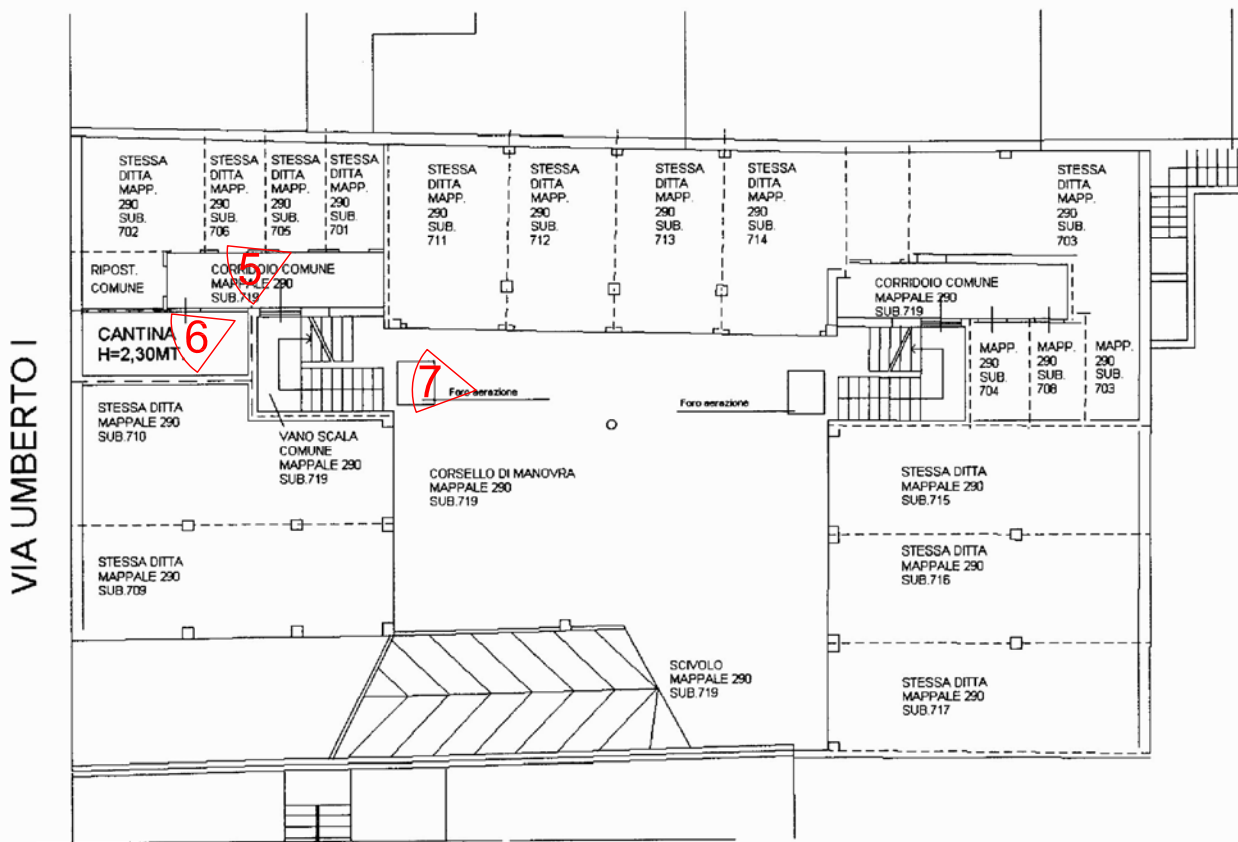 VIA UMBERTO I
STESSA
DITTA
MAPP.
290
SUB.
702
STESSA
DITTA
MAPP.
290
SUB.
706
STESSA
DITTA
MAPP.
290
SUB.
705
STESSA
DITTA
MAPP.
290
SUB.
701
STESSA
DITTA
MAPP.
290
SUB.
711
STESSA
DITTA
MAPP.
290
SUB.
712
STESSA
DITTA
MAPP.
290
SUB.
713
STESSA
DITTA
MAPP.
290
SUB.
714
STESSA
DITTA
MAPP.
290
SUB.
703
RIPOST.
COMUNE
CORRIDOIO COMUNE
MAPPALE 290
SUB.719
5
CORRIDOIO COMUNE
MAPPALE 290
SUB.719
CANTINA
H=2,30MT
6
7
Foro aerazione
Foro aerazione
MAPP.
290
SUB.
704
MAPP.
290
SUB.
708
MAPP.
290
SUB.
703
STESSA DITTA
MAPPALE 290
SUB.710
VANO SCALA
COMUNE
MAPPALE 290
SUB.719
CORSELLO DI MANOVRA
MAPPALE 290
SUB.719
STESSA DITTA
MAPPALE 290
SUB.715
STESSA DITTA
MAPPALE 290
SUB.709
STESSA DITTA
MAPPALE 290
SUB.716
SCIVOLO
MAPPALE 290
SUB.719
STESSA DITTA
MAPPALE 290
SUB.717